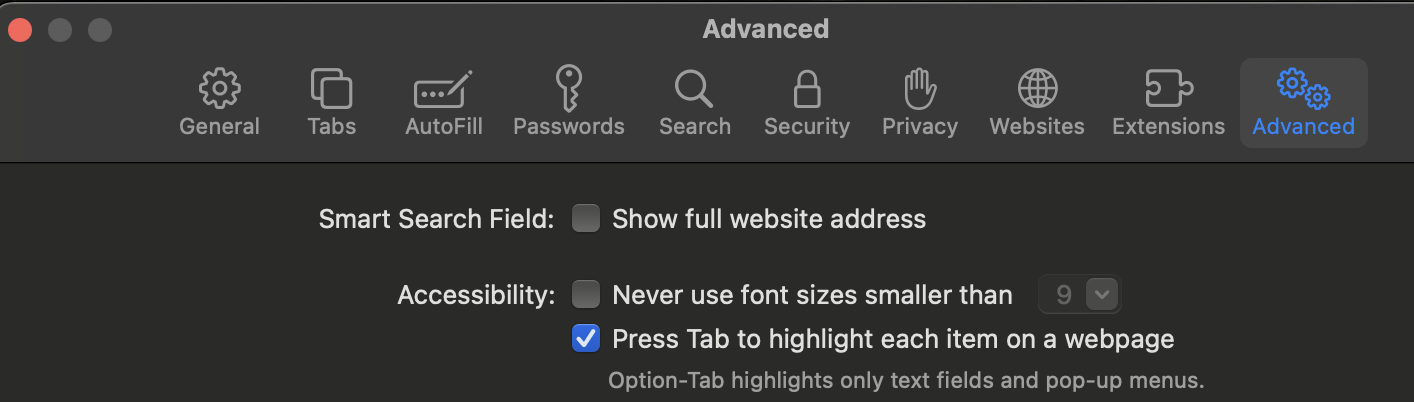 Advanced
General Tabs AutoFill Passwords Search Security Privacy Websites Extensions Advanced
Smart Search Field: Show full website address
Accessibility: Never use font sizes smaller than 9
Press Tab to highlight each item on a webpage
Option-Tab highlights only text fields and pop-up menus.